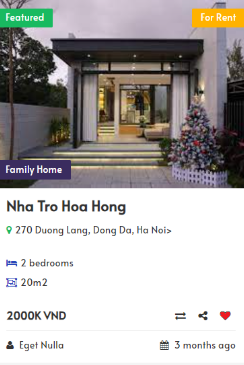 Featured
For Rent
Family Home
Nha Tro Hoa Hong
270 Duong Lang, Dong Da, Ha Noi>
2 bedrooms
20m2
2000K VND
Eget Nulla
3 months ago